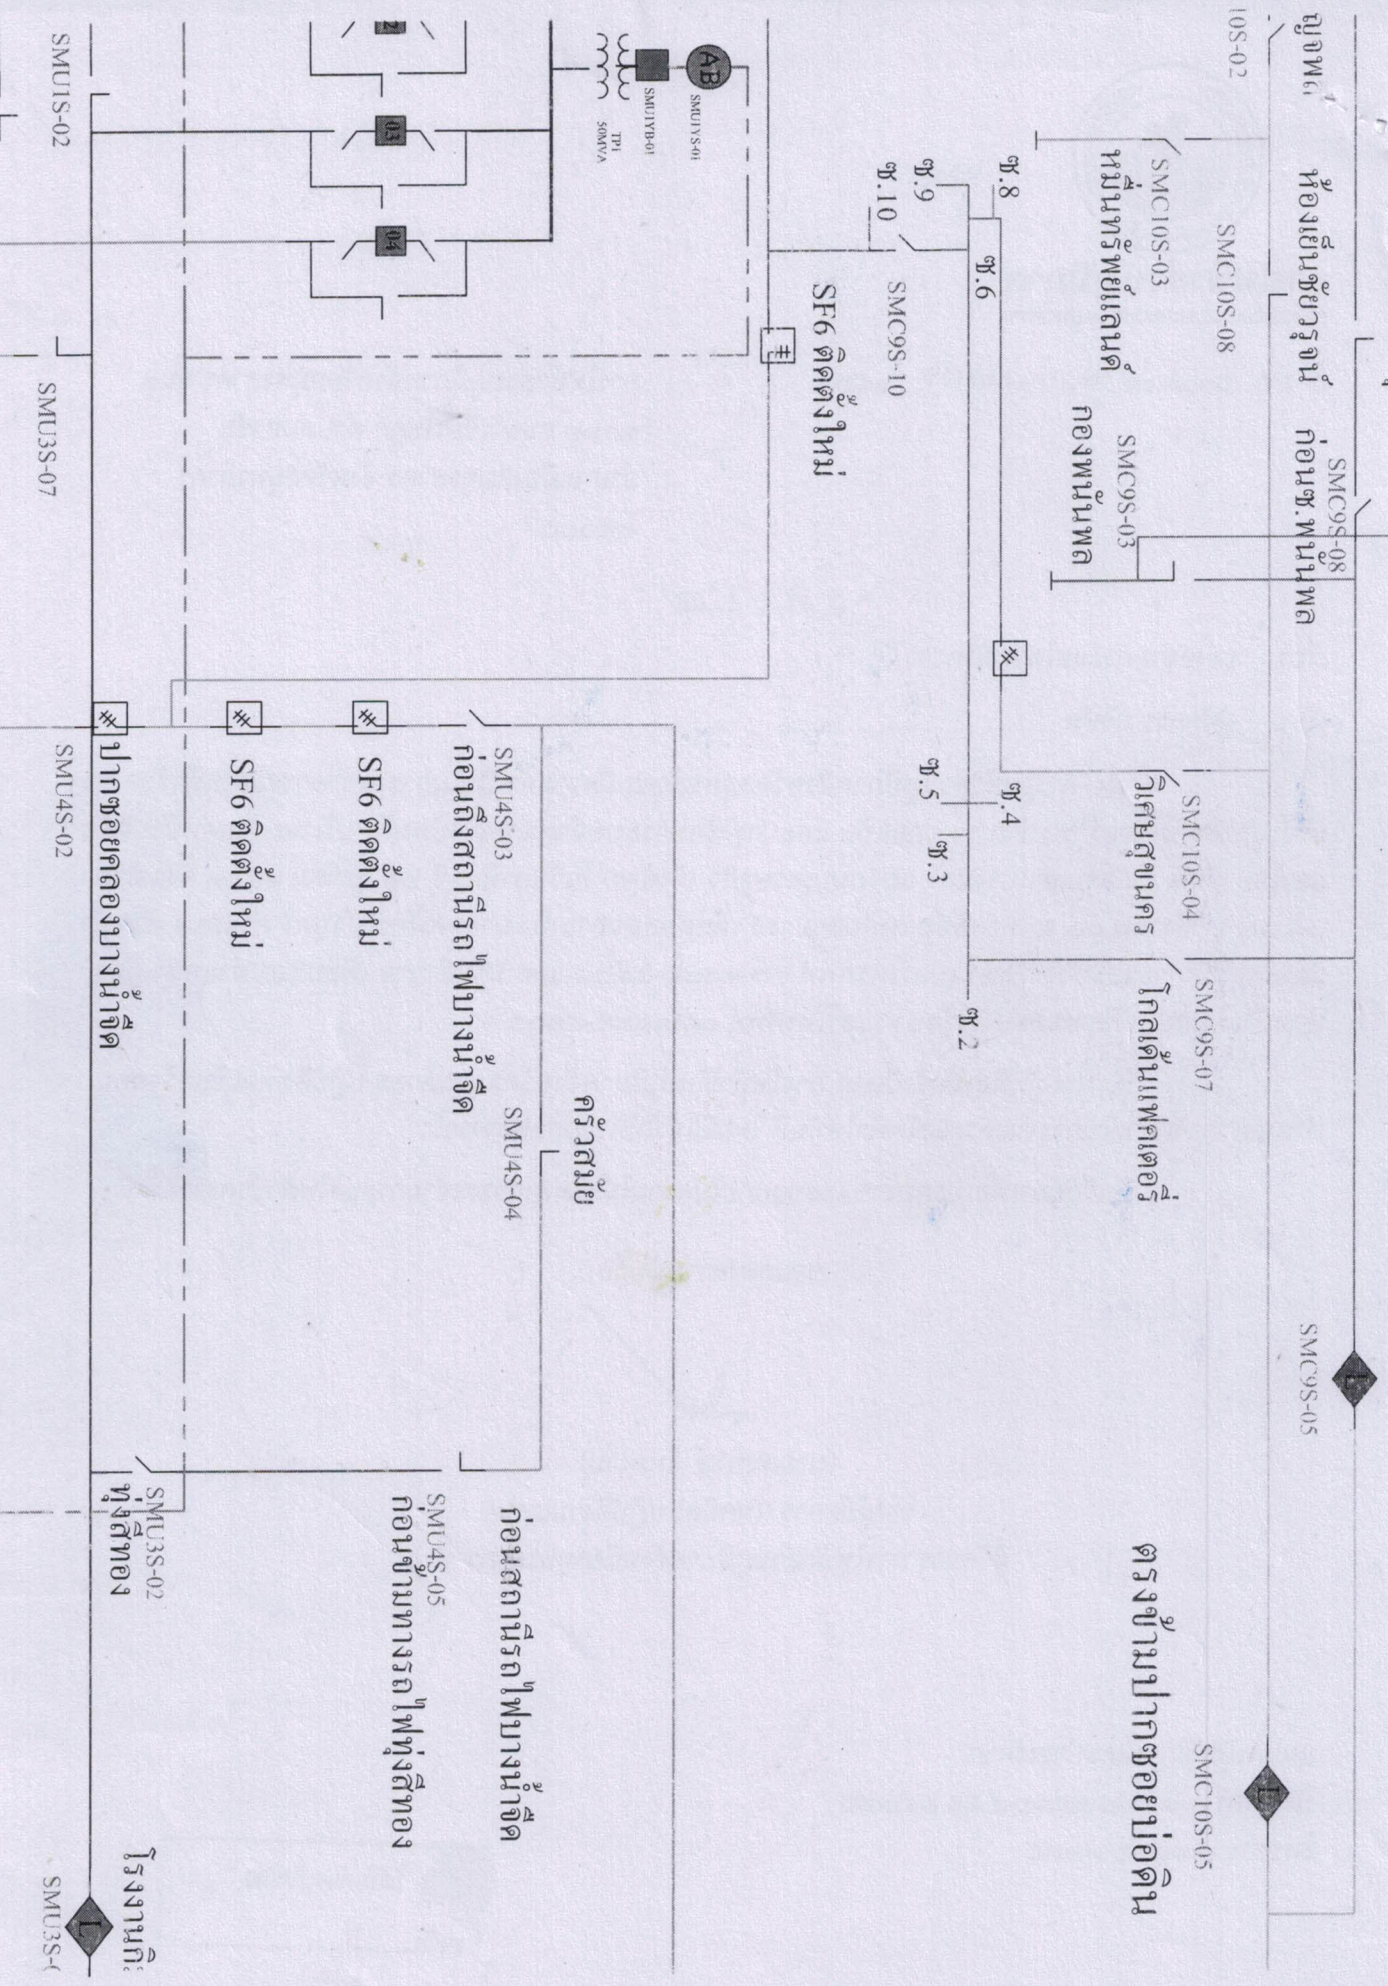 10S-02
ห้องเย็นชัยวรุจน์
SMC9S-08
ก่อนซ.พนันพล
SMC9S-05
L
SMC10S-03
หมื่นทรัพย์แลนด์
SMC10S-08
SMC9S-03
กองพนันพล
SMC10S-04
วิเศษสุขนคร
SMC9S-07
โกลเด้นแฟคเตอรี่
SMC10S-05
L
ตรงข้ามปากซอยบ่อดิน
ซ.8
ซ.9
ซ.10
ซ.6
SMC9S-10
SF6 ติดตั้งใหม่
ซ.4
ซ.5
ซ.3
ซ.2
AB
SMU1YS-01
SMU1YB-01
TP1
50MVA
03
04
SMU4S-03
ก่อนถึงสถานีรถไฟบางน้ำจืด
SF6 ติดตั้งใหม่
SF6 ติดตั้งใหม่
ครัวสมัย
SMU4S-04
ก่อนสถานีรถไฟบางน้ำจืด
SMU4S-05
ก่อนข้ามทางรถไฟทุ่งสีทอง
SMU1S-02
SMU3S-07
ปากซอยคลองบางน้ำจืด
SMU4S-02
SMU3S-02
ทุ่งสีทอง
L
SMU3S-